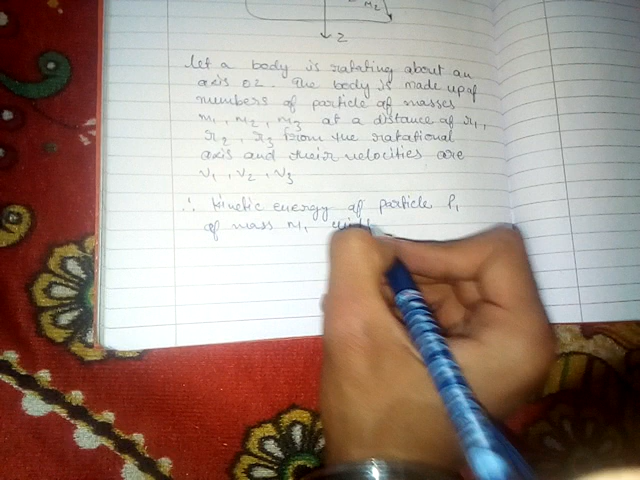 m2
Z
let a body is rotating about an
axis OZ. The body is made up of
numbers of particle of masses
m1, m2, m3 at a distance of r1,
r2, r3 from the rotational
axis and their velocities are
v1, v2, v3
∴ Kinetic energy of particle P1
of mass m1